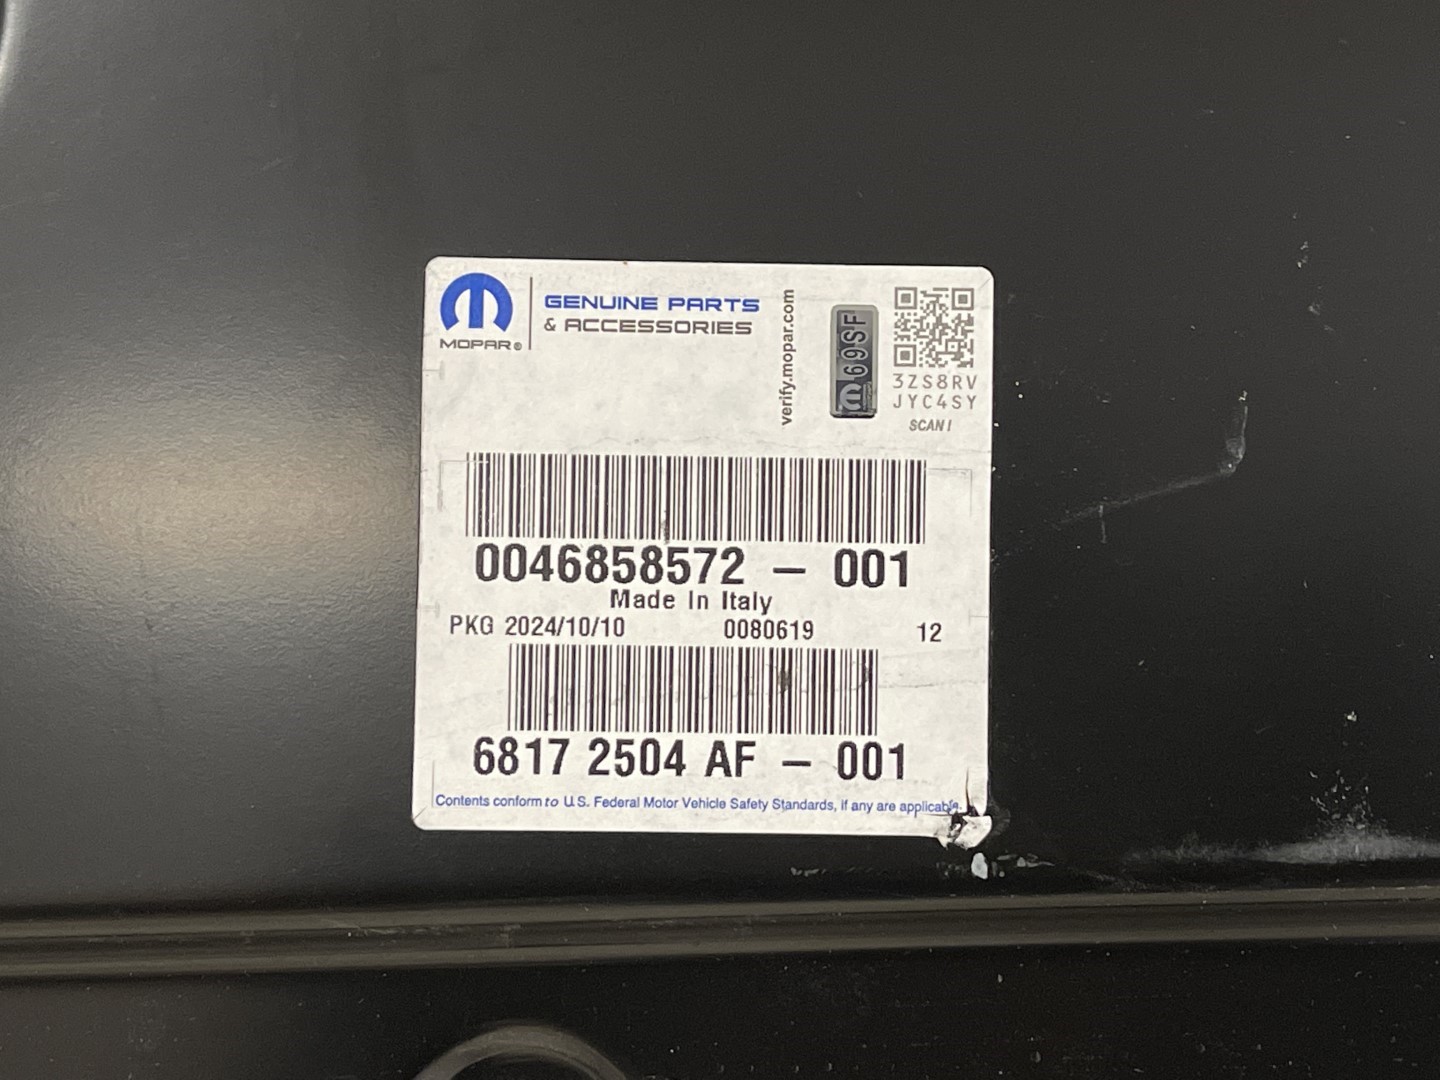 GENUINE PARTS
& ACCESSORIES
MOPAR®
verify.mopar.com
69SF
3ZS8RV
JYC4SY
SCAN!
0046858572 – 001
Made In Italy
PKG 2024/10/10 0080619 12
6817 2504 AF – 001
Contents conform to U.S. Federal Motor Vehicle Safety Standards, if any are applicable.